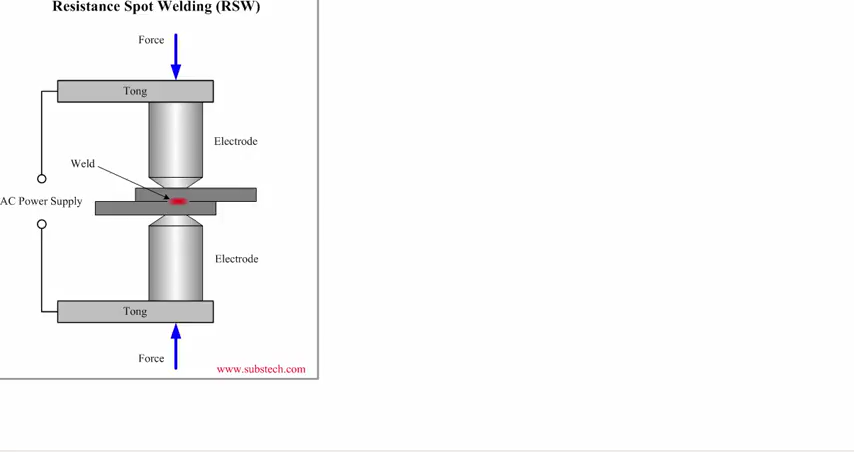 Resistance Spot Welding (RSW)
Force
Tong
Electrode
Weld
AC Power Supply
Electrode
Tong
Force
www.substech.com